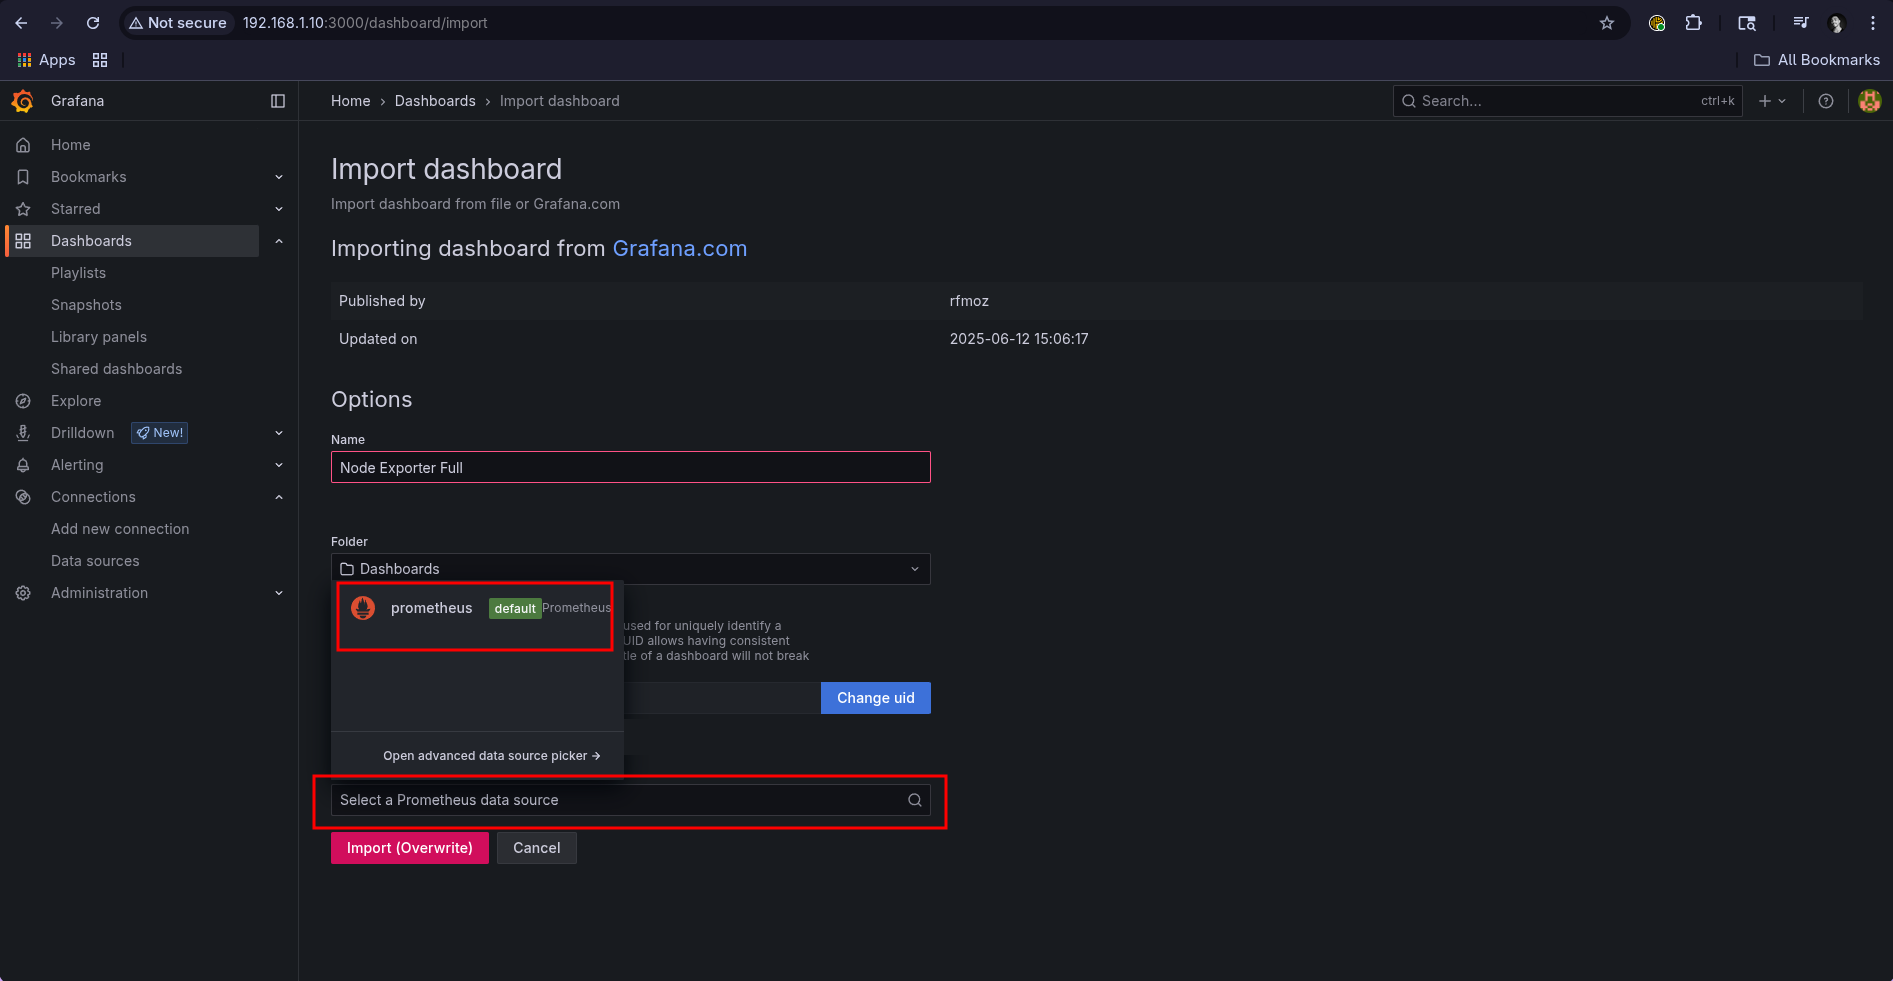 Not secure 192.168.1.10:3000/dashboard/import
Apps
All Bookmarks
Grafana
Home › Dashboards › Import dashboard
Search...
ctrl+k
Home
Bookmarks
Starred
Dashboards
Playlists
Snapshots
Library panels
Shared dashboards
Explore
Drilldown New!
Alerting
Connections
Add new connection
Data sources
Administration
Import dashboard
Import dashboard from file or Grafana.com
Importing dashboard from Grafana.com
Published by rfmoz
Updated on 2025-06-12 15:06:17
Options
Name
Node Exporter Full
Folder
Dashboards
prometheus default Prometheus
used for uniquely identify a
UID allows having consistent
tle of a dashboard will not break
Change uid
Open advanced data source picker →
Select a Prometheus data source
Import (Overwrite) Cancel